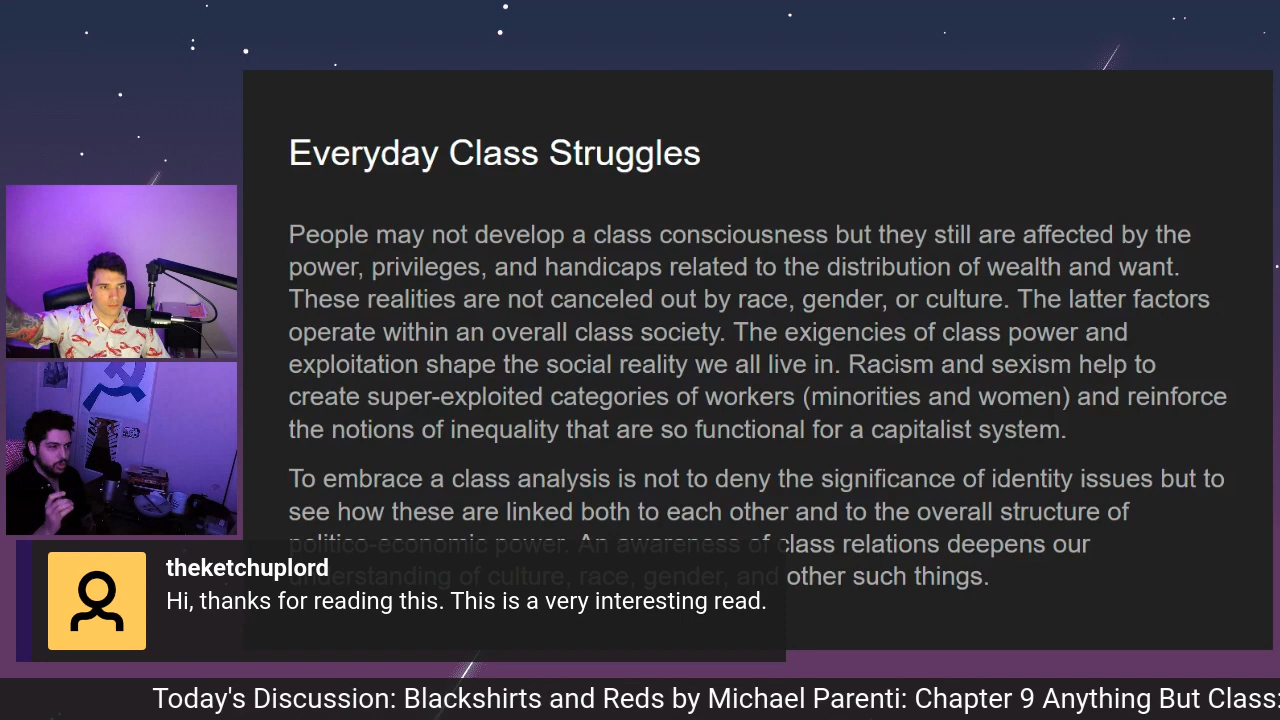 Everyday Class Struggles
People may not develop a class consciousness but they still are affected by the
power, privileges, and handicaps related to the distribution of wealth and want.
These realities are not canceled out by race, gender, or culture. The latter factors
operate within an overall class society. The exigencies of class power and
exploitation shape the social reality we all live in. Racism and sexism help to
create super-exploited categories of workers (minorities and women) and reinforce
the notions of inequality that are so functional for a capitalist system.
To embrace a class analysis is not to deny the significance of identity issues but to
see how these are linked both to each other and to the overall structure of
politico-economic power. An awareness of class relations deepens our
understanding of culture, race, gender, and other such things.
theketchuplord
Hi, thanks for reading this. This is a very interesting read.
Today's Discussion: Blackshirts and Reds by Michael Parenti: Chapter 9 Anything But Class: